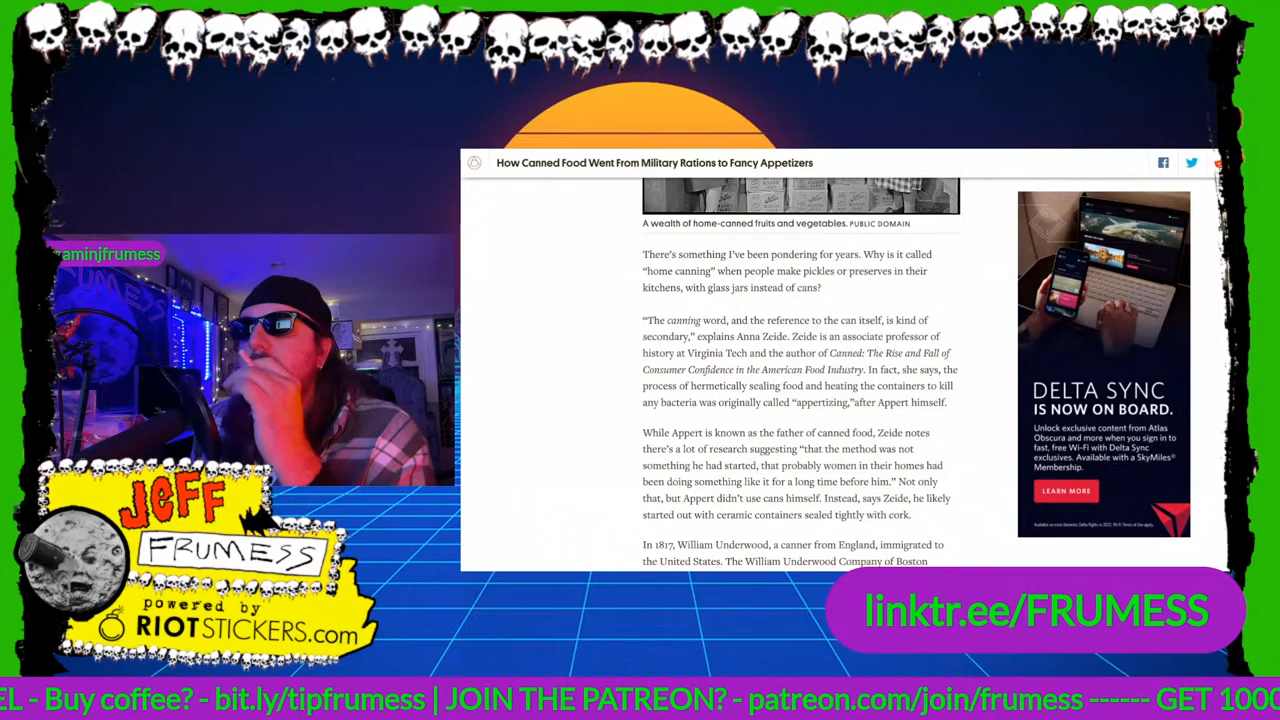 How Canned Food Went From Military Rations to Fancy Appetizers
A wealth of home-canned fruits and vegetables. PUBLIC DOMAIN
There's something I've been pondering for years. Why is it called
"home canning" when people make pickles or preserves in their
kitchens, with glass jars instead of cans?
"The canning word, and the reference to the can itself, is kind of
secondary," explains Anna Zeide. Zeide is an associate professor of
history at Virginia Tech and the author of Canned: The Rise and Fall of
Consumer Confidence in the American Food Industry. In fact, she says, the
process of hermetically sealing food and heating the containers to kill
any bacteria was originally called "appertizing,"after Appert himself.
While Appert is known as the father of canned food, Zeide notes
there's a lot of research suggesting "that the method was not
something he had started, that probably women in their homes had
been doing something like it for a long time before him." Not only
that, but Appert didn't use cans himself. Instead, says Zeide, he likely
started out with ceramic containers sealed tightly with cork.
In 1817, William Underwood, a canner from England, immigrated to
the United States. The William Underwood Company of Boston
DELTA SYNC
IS NOW ON BOARD.
Unlock exclusive content from Atlas
Obscura and more when you sign in to
fast, free Wi-Fi with Delta Sync
exclusives. Available with a SkyMiles®
Membership.
LEARN MORE
aminjfrumess
FRUMESS
JEFF
FRUMESS
powered by
RIOTSTICKERS.com
linktr.ee/FRUMESS
EL - Buy coffee? - bit.ly/tipfrumess | JOIN THE PATREON? - patreon.com/join/frumess ------ GET 1000